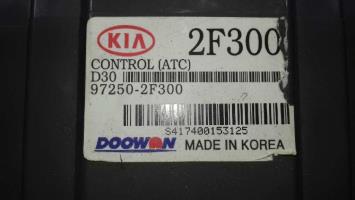 KIA 2F300
CONTROL (ATC)
D30
97250-2F300
S417400153125
DOOWON MADE IN KOREA